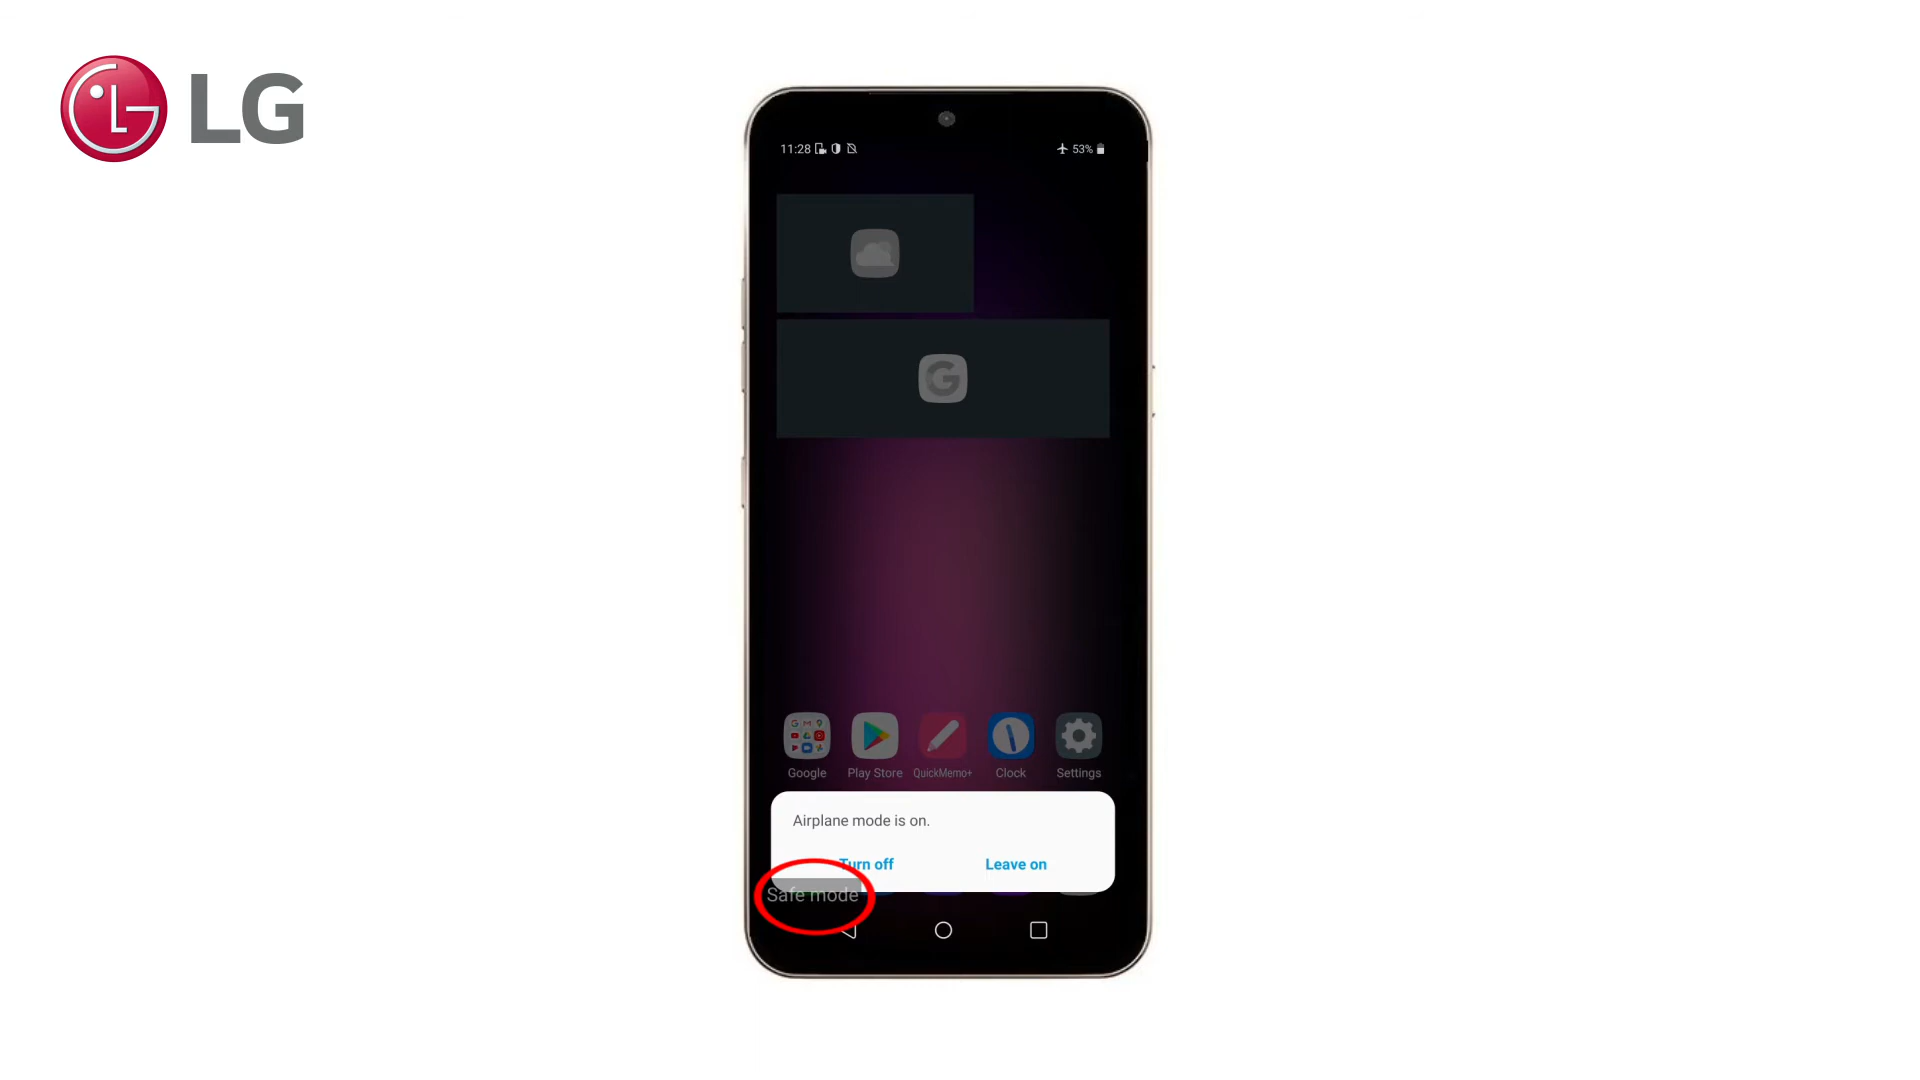 LG
11:28
53%
Google
Play Store
QuickMemo+
Clock
Settings
Airplane mode is on.
Turn off
Leave on
Safe mode